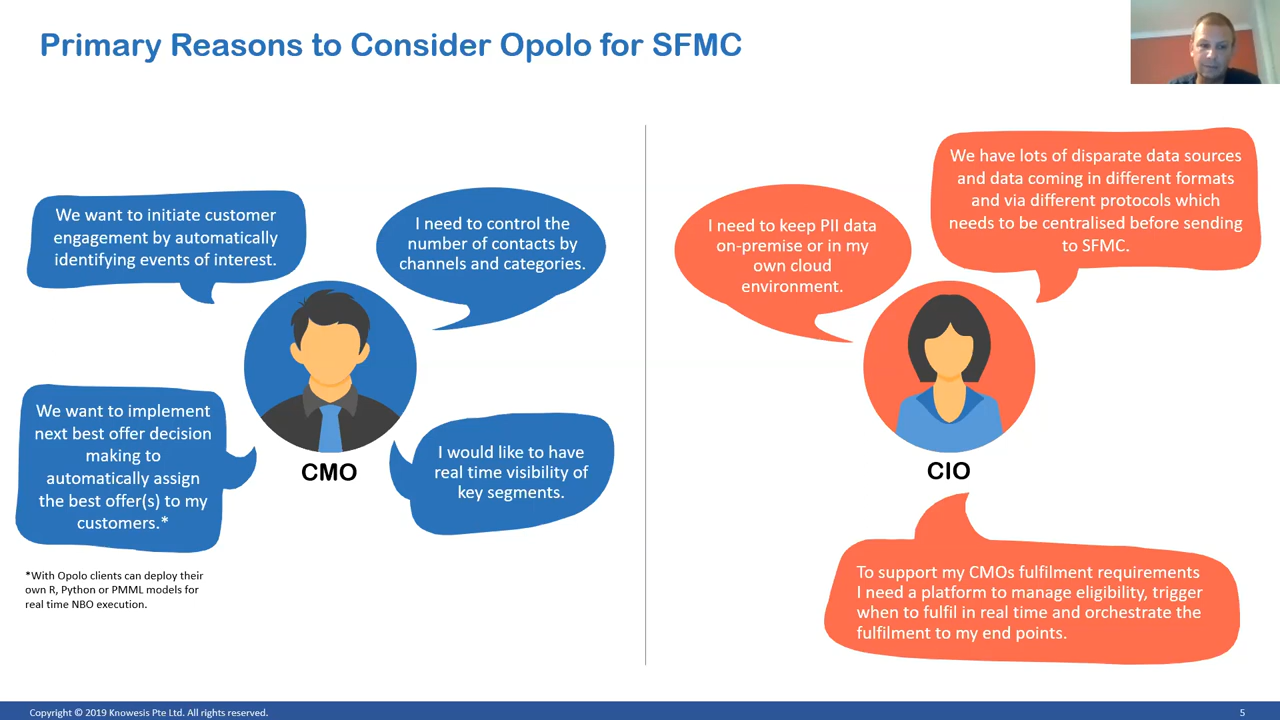 Primary Reasons to Consider Opolo for SFMC
We want to initiate customer
engagement by automatically
identifying events of interest.
I need to control the
number of contacts by
channels and categories.
We want to implement
next best offer decision
making to
automatically assign
the best offer(s) to my
customers.*
I would like to have
real time visibility of
key segments.
CMO
*With Opolo clients can deploy their
own R, Python or PMML models for
real time NBO execution.
I need to keep PII data
on-premise or in my
own cloud
environment.
We have lots of disparate data sources
and data coming in different formats
and via different protocols which
needs to be centralised before sending
to SFMC.
CIO
To support my CMOs fulfilment requirements
I need a platform to manage eligibility, trigger
when to fulfil in real time and orchestrate the
fulfilment to my end points.
Copyright © 2019 Knowesis Pte Ltd. All rights reserved.
5